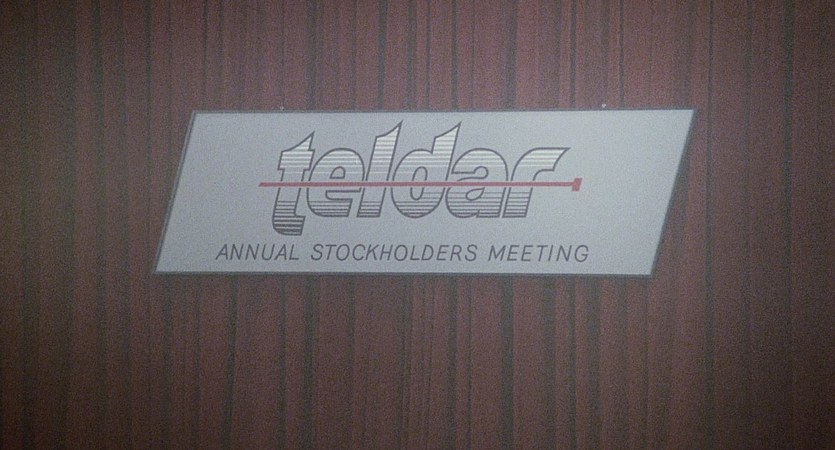 teldar
ANNUAL STOCKHOLDERS MEETING